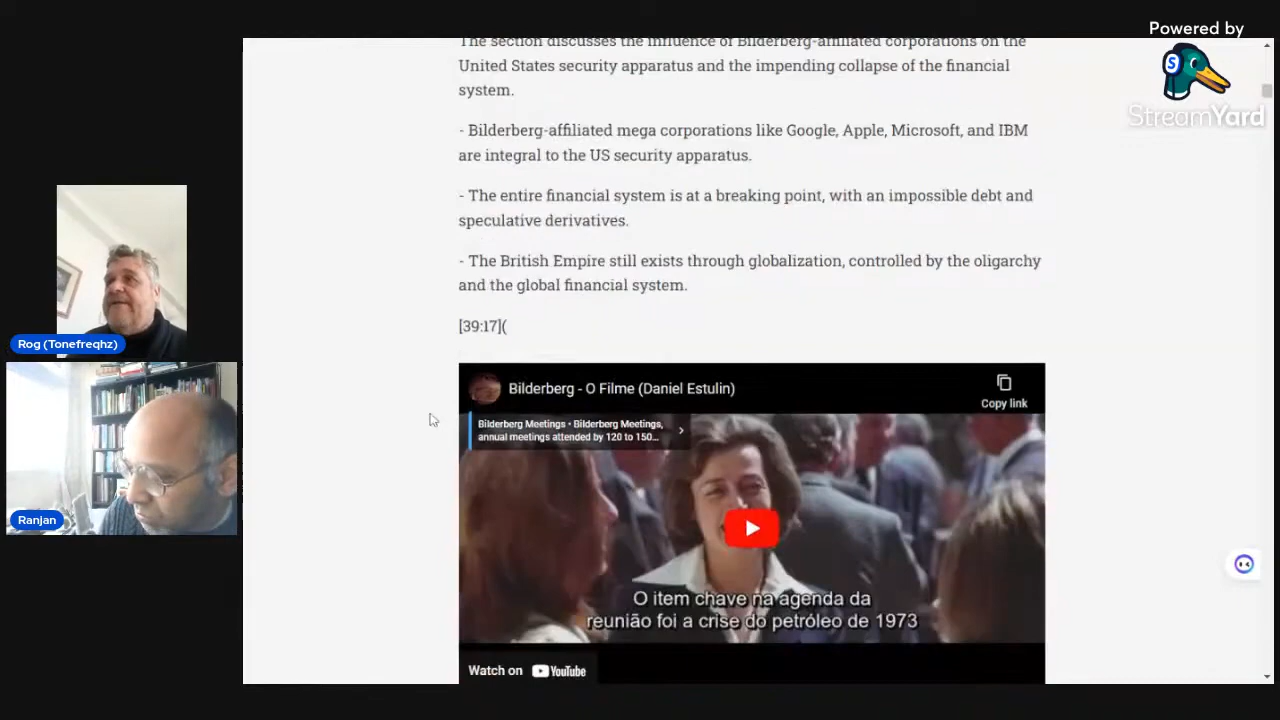 Powered by
StreamYard
The section discusses the influence of Bilderberg-affiliated corporations on the
United States security apparatus and the impending collapse of the financial
system.
- Bilderberg-affiliated mega corporations like Google, Apple, Microsoft, and IBM
are integral to the US security apparatus.
- The entire financial system is at a breaking point, with an impossible debt and
speculative derivatives.
- The British Empire still exists through globalization, controlled by the oligarchy
and the global financial system.
[39:17](
Rog (Tonefreqhz)
Ranjan
Bilderberg - O Filme (Daniel Estulin)
Copy link
Bilderberg Meetings • Bilderberg Meetings,
annual meetings attended by 120 to 150...
O item chave na agenda da
reunião foi a crise do petróleo de 1973
Watch on YouTube